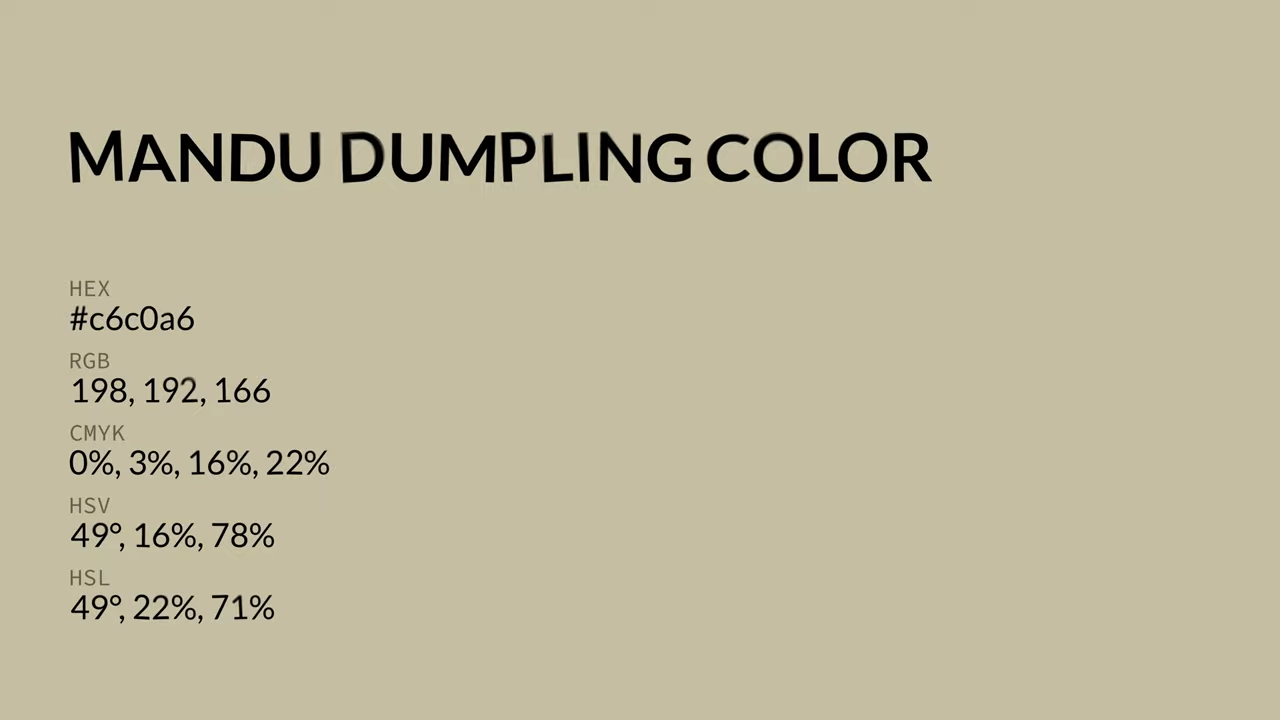 MANDU DUMPLING COLOR
HEX
#c6c0a6
RGB
198, 192, 166
CMYK
0%, 3%, 16%, 22%
HSV
49°, 16%, 78%
HSL
49°, 22%, 71%